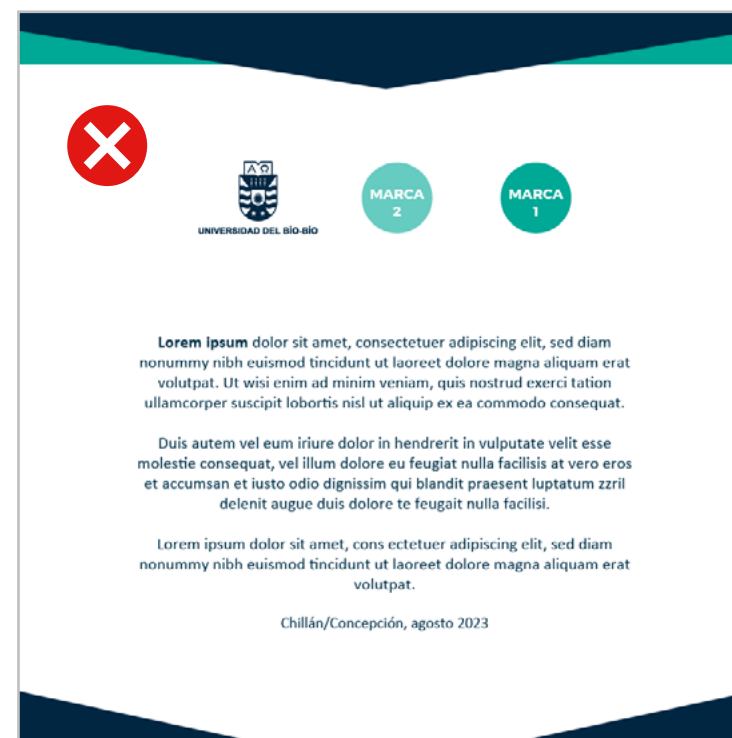 ΑΩ
UNIVERSIDAD DEL BÍO-BÍO
MARCA
2
MARCA
1
Lorem ipsum dolor sit amet, consectetuer adipiscing elit, sed diam
nonummy nibh euismod tincidunt ut laoreet dolore magna aliquam erat
volutpat. Ut wisi enim ad minim veniam, quis nostrud exerci tation
ullamcorper suscipit lobortis nisl ut aliquip ex ea commodo consequat.
Duis autem vel eum iriure dolor in hendrerit in vulputate velit esse
molestie consequat, vel illum dolore eu feugiat nulla facilisis at vero eros
et accumsan et iusto odio dignissim qui blandit praesent luptatum zzril
delenit augue duis dolore te feugait nulla facilisi.
Lorem ipsum dolor sit amet, cons ectetuer adipiscing elit, sed diam
nonummy nibh euismod tincidunt ut laoreet dolore magna aliquam erat
volutpat.
Chillán/Concepción, agosto 2023